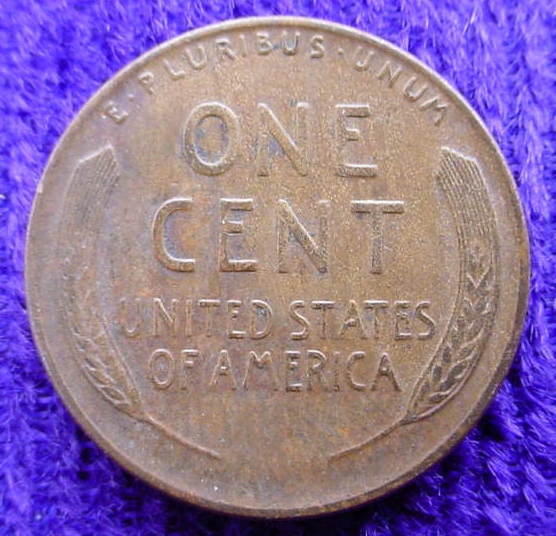 E·PLURIBUS·UNUM
ONE
CENT
UNITED STATES
OF AMERICA